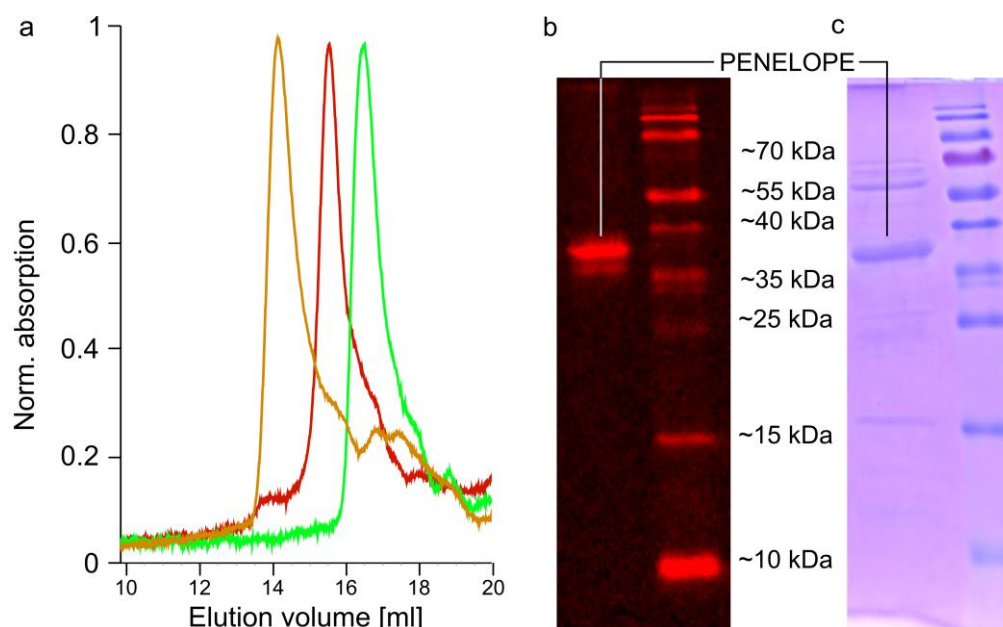 a
b
c
PENELOPE
1
0.8
0.6
0.4
0.2
0
Norm. absorption
10
12
14
16
18
20
Elution volume [ml]
~70 kDa
~55 kDa
~40 kDa
~35 kDa
~25 kDa
~15 kDa
~10 kDa